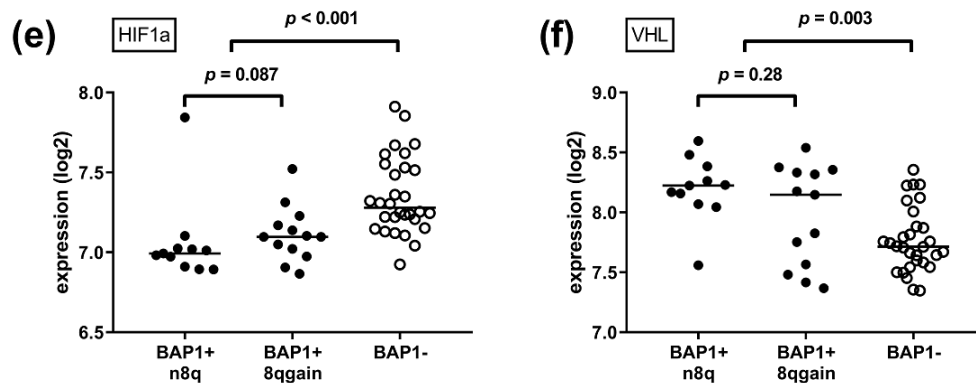 (e)
HIF1a
p < 0.001
p = 0.087
expression (log2)
8.0
7.5
7.0
6.5
BAP1+
n8q
BAP1+
8qgain
BAP1-
(f)
VHL
p = 0.003
p = 0.28
expression (log2)
9.0
8.5
8.0
7.5
7.0
BAP1+
n8q
BAP1+
8qgain
BAP1-